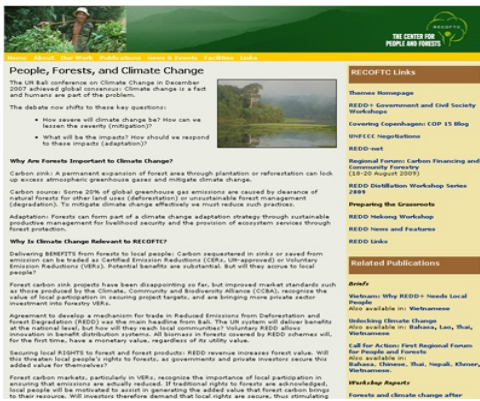 RECOFTC
THE CENTER FOR
PEOPLE AND FORESTS
Home About Our Work Publications News & Events Facilities Links
People, Forests, and Climate Change
The UN Bali conference on Climate Change in December
2007 achieved global consensus: Climate change is a fact
and humans are part of the problem.
The debate now shifts to these key questions:
• How severe will climate change be? How can we
lessen the severity (mitigation)?
• What will be the impacts? How should we respond
to these impacts (adaptation)?
Why Are Forests Important to Climate Change?
Carbon sink: A permanent expansion of forest area through plantation or reforestation can lock
up excess atmospheric greenhouse gases and mitigate climate change.
Carbon source: Some 20% of global greenhouse gas emissions are caused by clearance of
natural forests for other land uses (deforestation) or unsustainable forest management
(degradation). To mitigate climate change effectively we must reduce such practices.
Adaptation: Forests can form part of a climate change adaptation strategy through sustainable
productive management for livelihood security and the provision of ecosystem services through
forest protection.
Why Is Climate Change Relevant to RECOFTC?
Delivering BENEFITS from forests to local people: Carbon sequestered in sinks or saved from
emission can be traded as Certified Emission Reductions (CERs, UN-approved) or Voluntary
Emission Reductions (VERs). Potential benefits are substantial. But will they accrue to local
people?
Forest carbon sink projects have been disappointing so far, but improved market standards such
as those produced by the Climate, Community and Biodiversity Alliance (CCBA), recognize the
value of local participation in securing project targets, and are bringing more private sector
investment into forestry VERs.
Agreement to develop a mechanism for trade in Reduced Emissions from Deforestation and
forest Degradation (REDD) was the main headline from Bali. The UN system will deliver benefits
at the national level, but how will they reach local communities? Voluntary REDD allows
innovation in benefit distribution systems. All biomass in forests covered by REDD schemes will,
for the first time, have a monetary value, regardless of its utility value.
Securing local RIGHTS to forest and forest products: REDD revenue increases forest value. Will
this threaten local people's rights to forests, as governments and private investors secure this
added value for themselves?
Forest carbon markets, particularly in VERs, recognize the importance of local participation in
ensuring that emissions are actually reduced. If traditional rights to forests are acknowledged,
local people will be motivated to assist in generating the added value that forest carbon brings
to their resource. Will investors therefore demand that local rights are secure, thus stimulating
RECOFTC Links
Themes Homepage
REDD+ Government and Civil Society
Workshops
Covering Copenhagen: COP 15 Blog
UNFCCC Negotiations
REDD-net
Regional Forum: Carbon Financing and
Community Forestry
(18-20 August 2009)
REDD Distillation Workshop Series
2009
Preparing the Grassroots
REDD Mekong Workshop
REDD News and Features
REDD Links
Related Publications
Briefs
Vietnam: Why REDD+ Needs Local
People
Also available in: Vietnamese
Unlocking Climate Change
Also available in: Bahasa, Lao, Thai,
Vietnamese
Call for Action: First Regional Forum
for People and Forests
Also available in:
Bahasa, Chinese, Thai, Nepali, Khmer,
Vietnamese.
Workshop Reports
Forests and climate change after